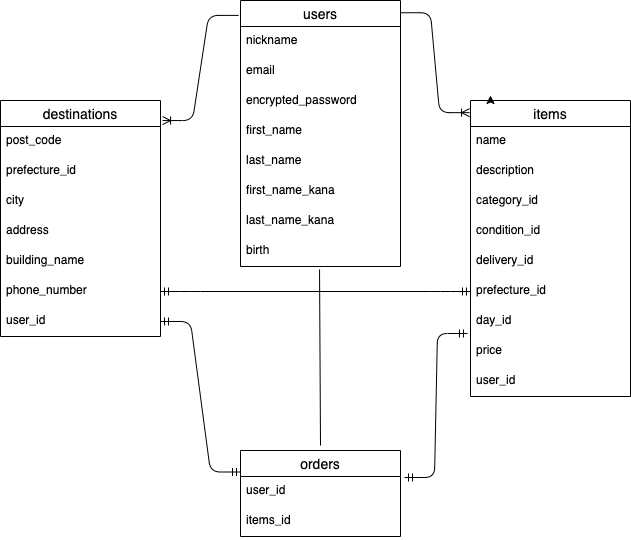 users
nickname
email
encrypted_password
first_name
last_name
first_name_kana
last_name_kana
birth
destinations
post_code
prefecture_id
city
address
building_name
phone_number
user_id
items
name
description
category_id
condition_id
delivery_id
prefecture_id
day_id
price
user_id
orders
user_id
items_id